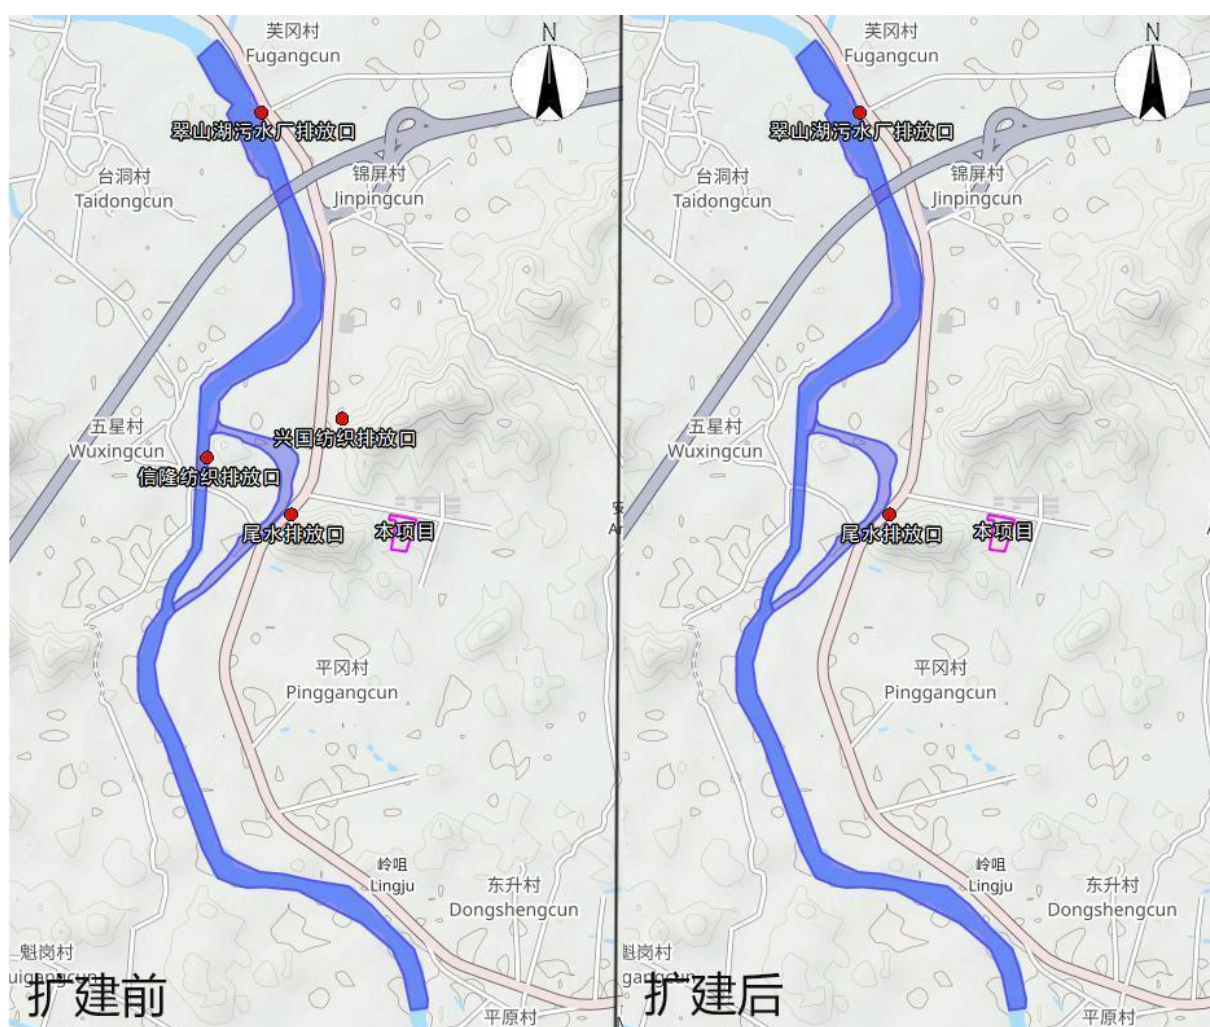 芙冈村
Fugangcun
N
翠山湖污水厂排放口
台洞村
Taidongcun
锦屏村
Jinpingcun
五星村
Wuxingcun
兴国纺织排放口
信隆纺织排放口
尾水排放口
本项目
平冈村
Pinggangcun
岭咀
Lingju
东升村
Dongshengcun
魁岗村
uigangcun
扩建前
平原村
芙冈村
Fugangcun
N
翠山湖污水厂排放口
台洞村
Taidongcun
锦屏村
Jinpingcun
五星村
Wuxingcun
尾水排放口
本项目
平冈村
Pinggangcun
岭咀
Lingju
东升村
Dongshengcun
魁岗村
gangcun
扩建后
平原村